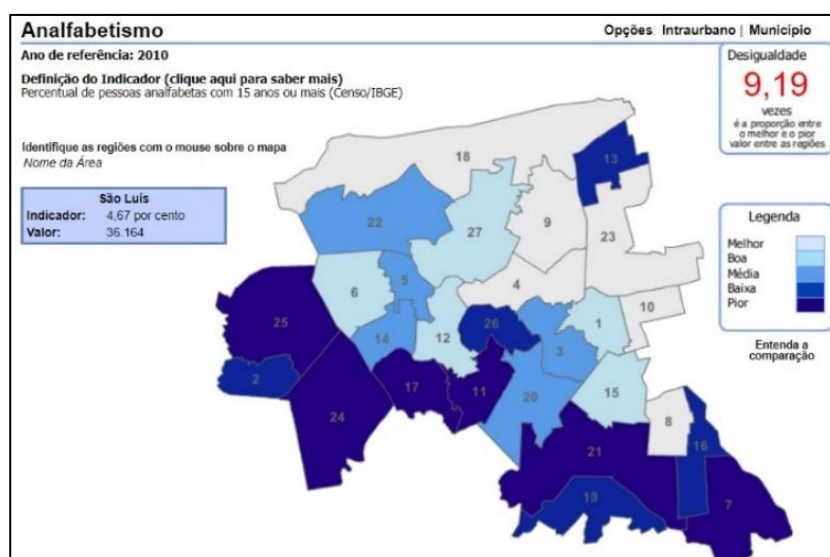 Analfabetismo
Opções: Intraurbano | Município
Ano de referência: 2010
Definição do Indicador (clique aqui para saber mais)
Percentual de pessoas analfabetas com 15 anos ou mais (Censo/IBGE)
Identifique as regiões com o mouse sobre o mapa
Nome da Área
São Luís
Indicador: 4,67 por cento
Valor: 36.164
Desigualdade
9,19
vezes
é a proporção entre
o melhor e o pior
valor entre as regiões
Legenda
Melhor
Boa
Média
Baixa
Pior
Entenda a
comparação
13
18
9
22
27
23
5
6
4
25
10
26
1
14
12
3
2
17
11
15
20
24
8
21
16
19
7